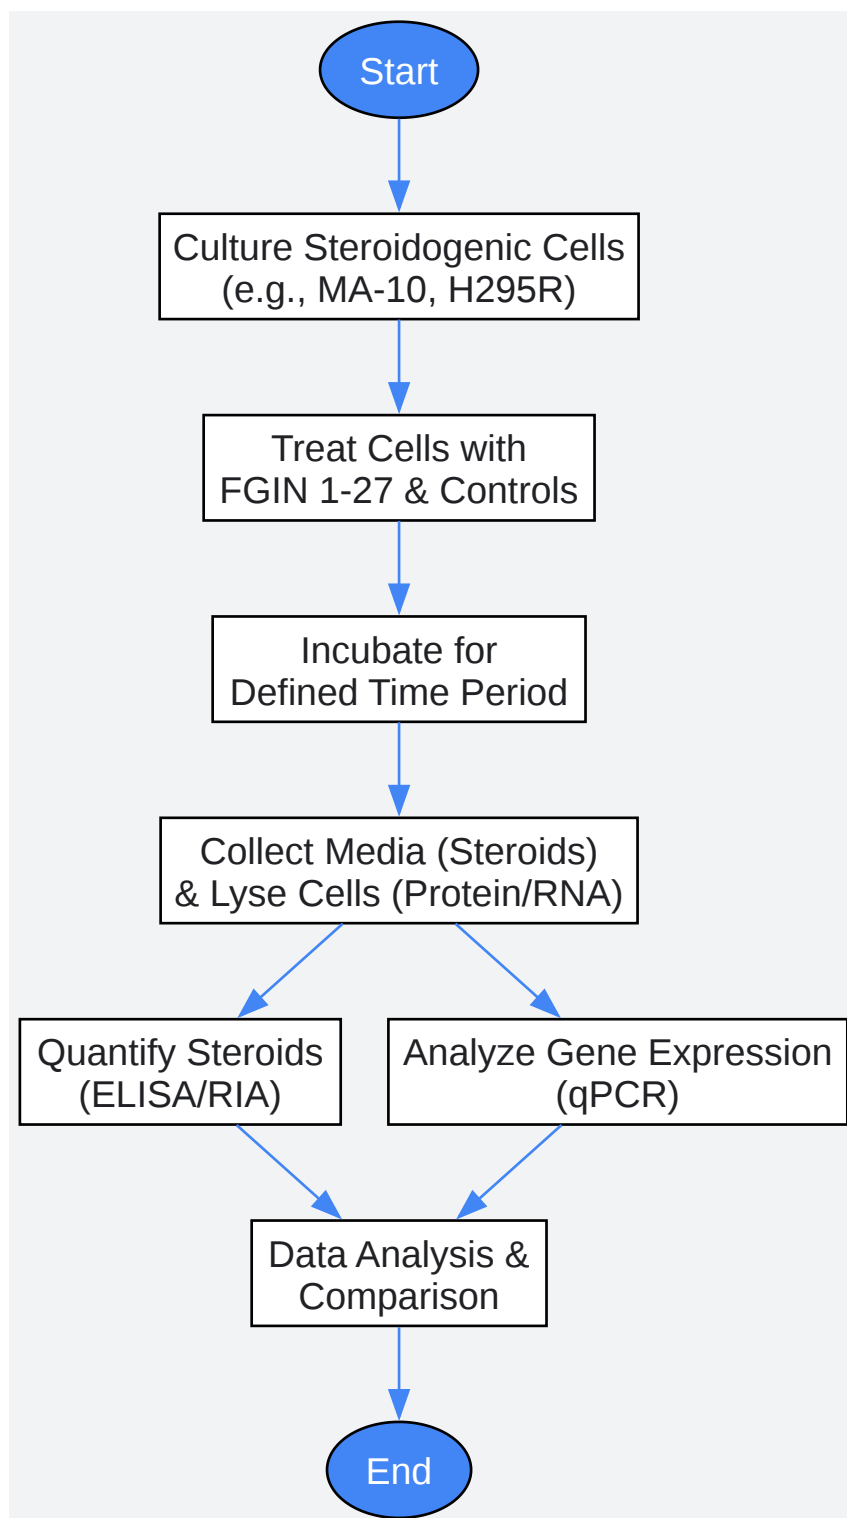 Start
Culture Steroidogenic Cells
(e.g., MA-10, H295R)
Treat Cells with
FGIN 1-27 & Controls
Incubate for
Defined Time Period
Collect Media (Steroids)
& Lyse Cells (Protein/RNA)
Quantify Steroids
(ELISA/RIA)
Analyze Gene Expression
(qPCR)
Data Analysis &
Comparison
End